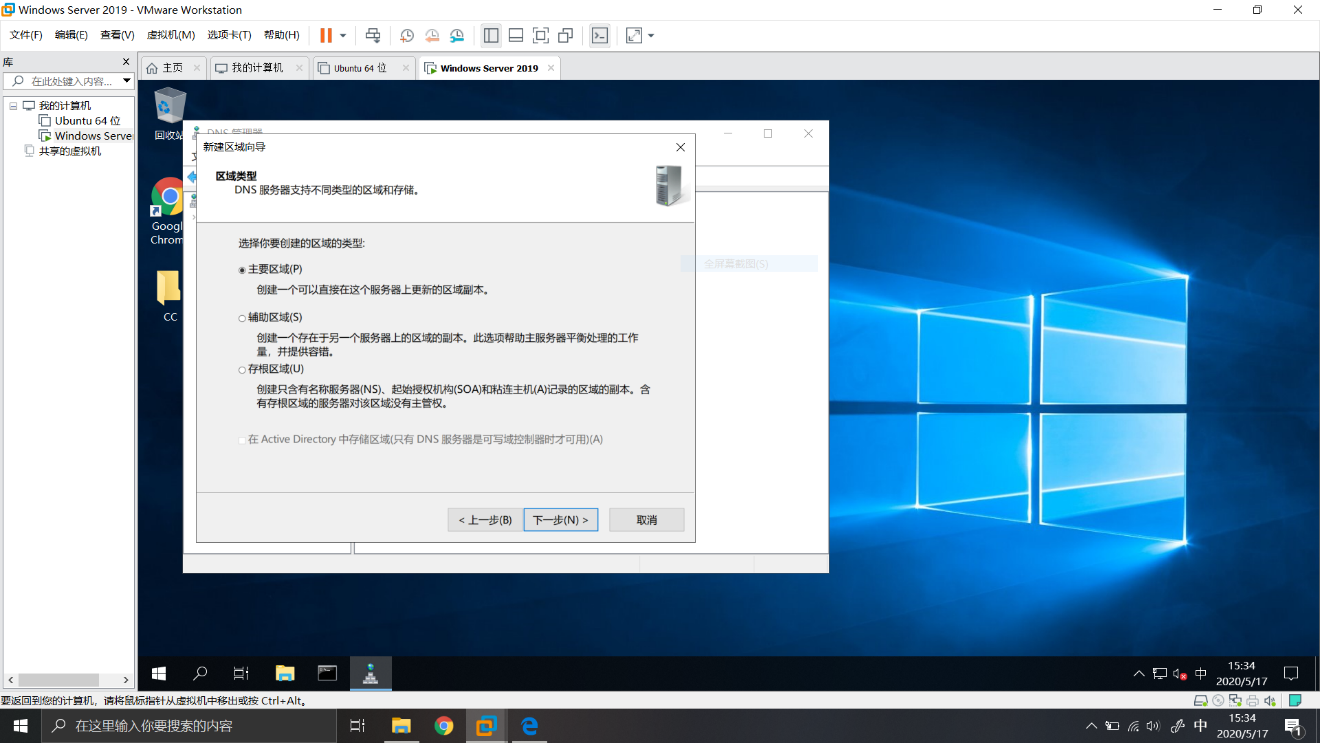 Windows Server 2019 - VMware Workstation
文件(F) 编辑(E) 查看(V) 虚拟机(M) 选项卡(T) 帮助(H)
库
在此处键入内容...
主页 我的计算机 Ubuntu 64 位 Windows Server 2019
我的计算机
Ubuntu 64 位
Windows Serve
共享的虚拟机
回收站
Googl
Chrom
CC
DNS 管理器
新建区域向导
区域类型
DNS 服务器支持不同类型的区域和存储。
选择你要创建的区域的类型:
主要区域(P)
创建一个可以直接在这个服务器上更新的区域副本。
全屏幕截图(S)
辅助区域(S)
创建一个存在于另一个服务器上的区域的副本。此选项帮助主服务器平衡处理的工作
量，并提供容错。
存根区域(U)
创建只含有名称服务器(NS)、起始授权机构(SOA)和粘连主机(A)记录的区域的副本。含
有存根区域的服务器对该区域没有主管权。
在 Active Directory 中存储区域(只有 DNS 服务器是可写域控制器时才可用)(A)
< 上一步(B) 下一步(N) > 取消
中
15:34
2020/5/17
要返回到您的计算机，请将鼠标指针从虚拟机中移出或按 Ctrl+Alt。
在这里输入你要搜索的内容
中
15:34
2020/5/17
1